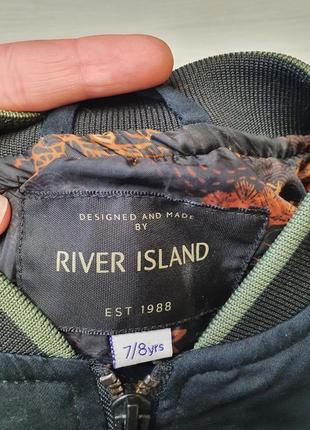 DESIGNED AND MADE
BY
RIVER ISLAND
EST 1988
7/8yrs